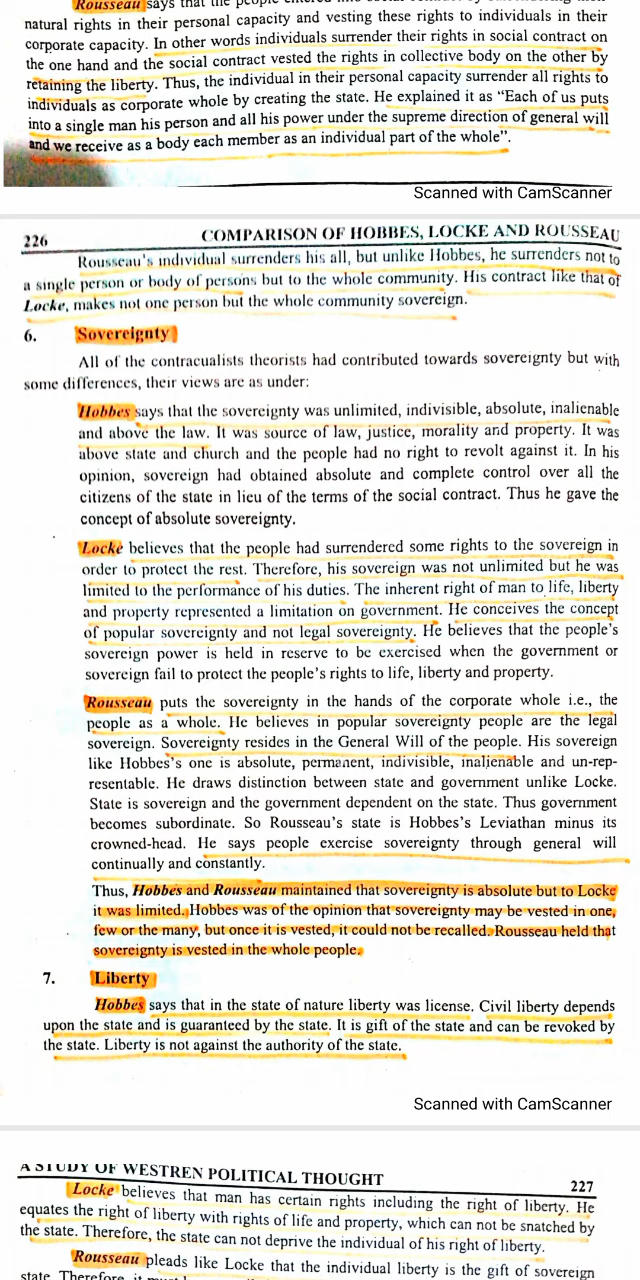 Rousseau says that the people entered into social contract by surrendering their
natural rights in their personal capacity and vesting these rights to individuals in their
corporate capacity. In other words individuals surrender their rights in social contract on
the one hand and the social contract vested the rights in collective body on the other by
retaining the liberty. Thus, the individual in their personal capacity surrender all rights to
individuals as corporate whole by creating the state. He explained it as “Each of us puts
into a single man his person and all his power under the supreme direction of general will
and we receive as a body each member as an individual part of the whole”.
Scanned with CamScanner
226 COMPARISON OF HOBBES, LOCKE AND ROUSSEAU
Rousseau's individual surrenders his all, but unlike Hobbes, he surrenders not to
a single person or body of persons but to the whole community. His contract like that of
Locke, makes not one person but the whole community sovereign.
6. Sovereignty
All of the contracualists theorists had contributed towards sovereignty but with
some differences, their views are as under:
Hobbes says that the sovereignty was unlimited, indivisible, absolute, inalienable
and above the law. It was source of law, justice, morality and property. It was
above state and church and the people had no right to revolt against it. In his
opinion, sovereign had obtained absolute and complete control over all the
citizens of the state in lieu of the terms of the social contract. Thus he gave the
concept of absolute sovereignty.
Locke believes that the people had surrendered some rights to the sovereign in
order to protect the rest. Therefore, his sovereign was not unlimited but he was
limited to the performance of his duties. The inherent right of man to life, liberty
and property represented a limitation on government. He conceives the concept
of popular sovereignty and not legal sovereignty. He believes that the people's
sovereign power is held in reserve to be exercised when the government or
sovereign fail to protect the people's rights to life, liberty and property.
Rousseau puts the sovereignty in the hands of the corporate whole i.e., the
people as a whole. He believes in popular sovereignty people are the legal
sovereign. Sovereignty resides in the General Will of the people. His sovereign
like Hobbes's one is absolute, permanent, indivisible, inalienable and un-rep-
resentable. He draws distinction between state and government unlike Locke.
State is sovereign and the government dependent on the state. Thus government
becomes subordinate. So Rousseau's state is Hobbes's Leviathan minus its
crowned-head. He says people exercise sovereignty through general will
continually and constantly.
Thus, Hobbes and Rousseau maintained that sovereignty is absolute but to Locke
it was limited. Hobbes was of the opinion that sovereignty may be vested in one,
few or the many, but once it is vested, it could not be recalled. Rousseau held that
sovereignty is vested in the whole people.
7. Liberty
Hobbes says that in the state of nature liberty was license. Civil liberty depends
upon the state and is guaranteed by the state. It is gift of the state and can be revoked by
the state. Liberty is not against the authority of the state.
Scanned with CamScanner
A STUDY OF WESTREN POLITICAL THOUGHT 227
Locke believes that man has certain rights including the right of liberty. He
equates the right of liberty with rights of life and property, which can not be snatched by
the state. Therefore, the state can not deprive the individual of his right of liberty.
Rousseau pleads like Locke that the individual liberty is the gift of sovereign
state. Therefore, it must